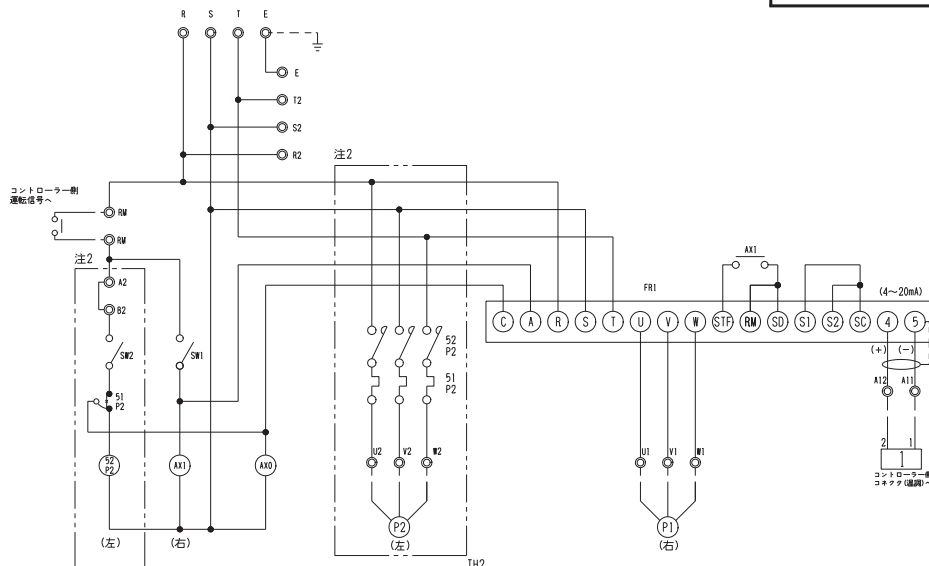 R S T E
E
T2
S2
R2
注2
コントローラー側
運転信号へ
RM
RM
注2
A2
B2
SW2
SW1
51
P2
52
P2
AX1
AX0
(左)
(右)
52
P2
51
P2
U2 V2 W2
P2
(左)
TH2
FR1
AX1
(4～20mA)
C A R S T U V W STF RM SD S1 S2 SC 4 5
(+) (−)
A12 A11
2 1
1
コントローラー側
コネクタ(温調)へ
U1 V1 W1
P1
(右)